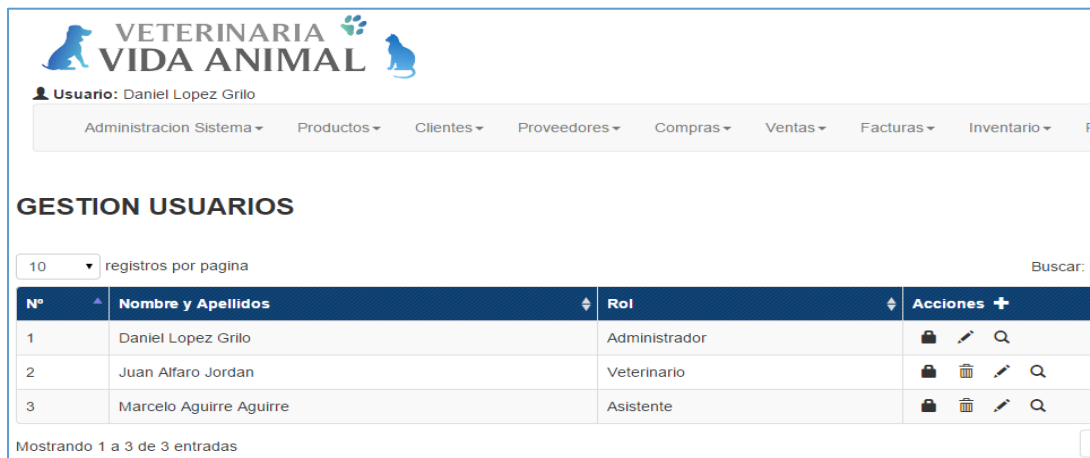 VETERINARIA
VIDA ANIMAL
Usuario: Daniel Lopez Grilo
Administracion Sistema Productos Clientes Proveedores Compras Ventas Facturas Inventario
GESTION USUARIOS
10 registros por pagina Buscar:
Nº Nombre y Apellidos Rol Acciones
1 Daniel Lopez Grilo Administrador
2 Juan Alfaro Jordan Veterinario
3 Marcelo Aguirre Aguirre Asistente
Mostrando 1 a 3 de 3 entradas